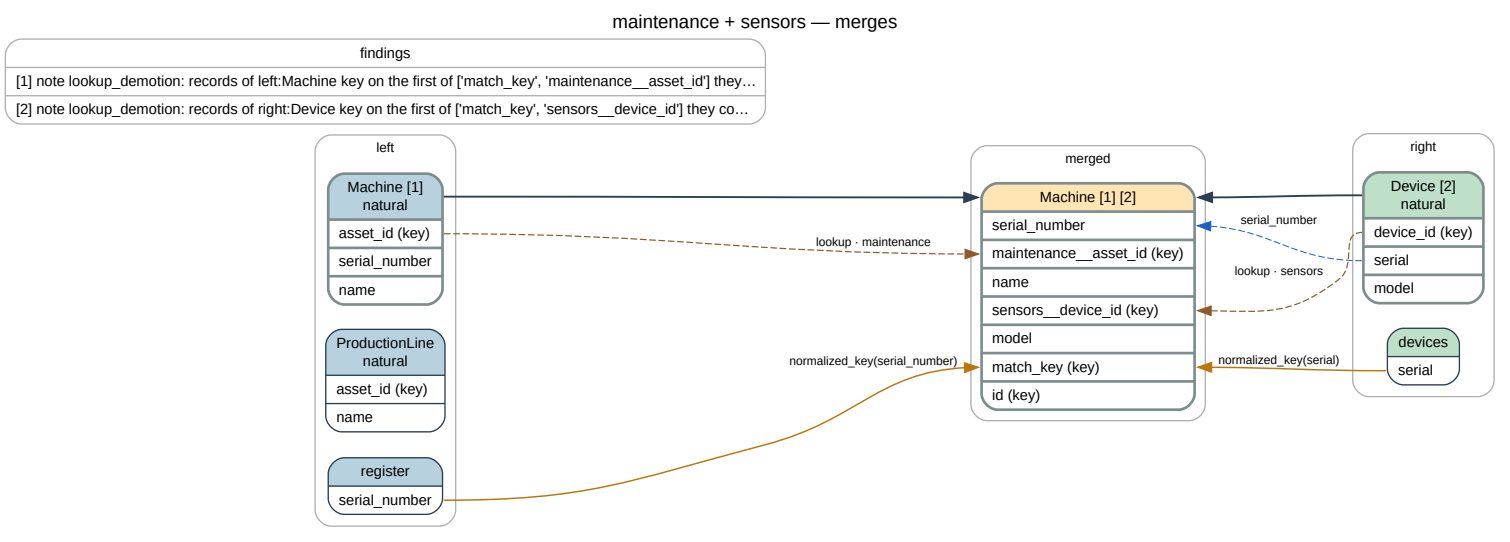 maintenance + sensors — merges
findings
[1] note lookup_demotion: records of left:Machine key on the first of ['match_key', 'maintenance__asset_id'] they…
[2] note lookup_demotion: records of right:Device key on the first of ['match_key', 'sensors__device_id'] they co…
left
Machine [1]
natural
asset_id (key)
serial_number
name
ProductionLine
natural
asset_id (key)
name
register
serial_number
lookup · maintenance
normalized_key(serial_number)
merged
Machine [1] [2]
serial_number
maintenance__asset_id (key)
name
sensors__device_id (key)
model
match_key (key)
id (key)
serial_number
lookup · sensors
normalized_key(serial)
right
Device [2]
natural
device_id (key)
serial
model
devices
serial